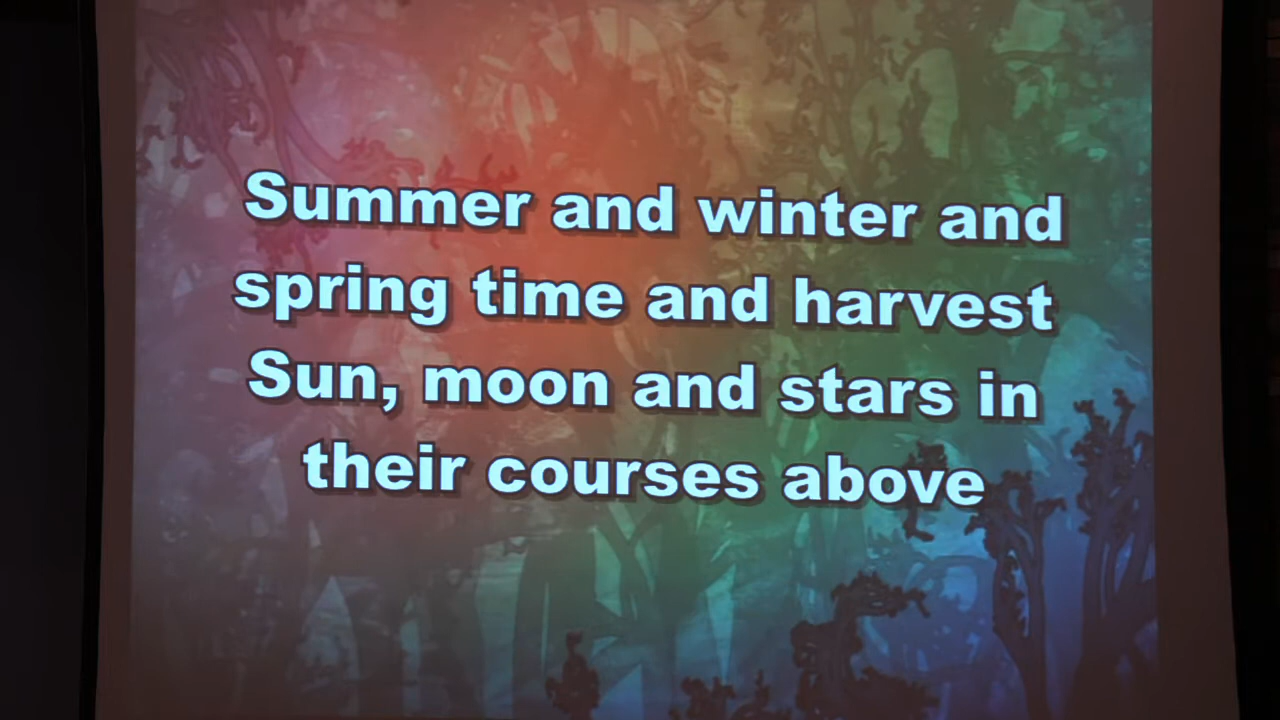 Summer and winter and
spring time and harvest
Sun, moon and stars in
their courses above